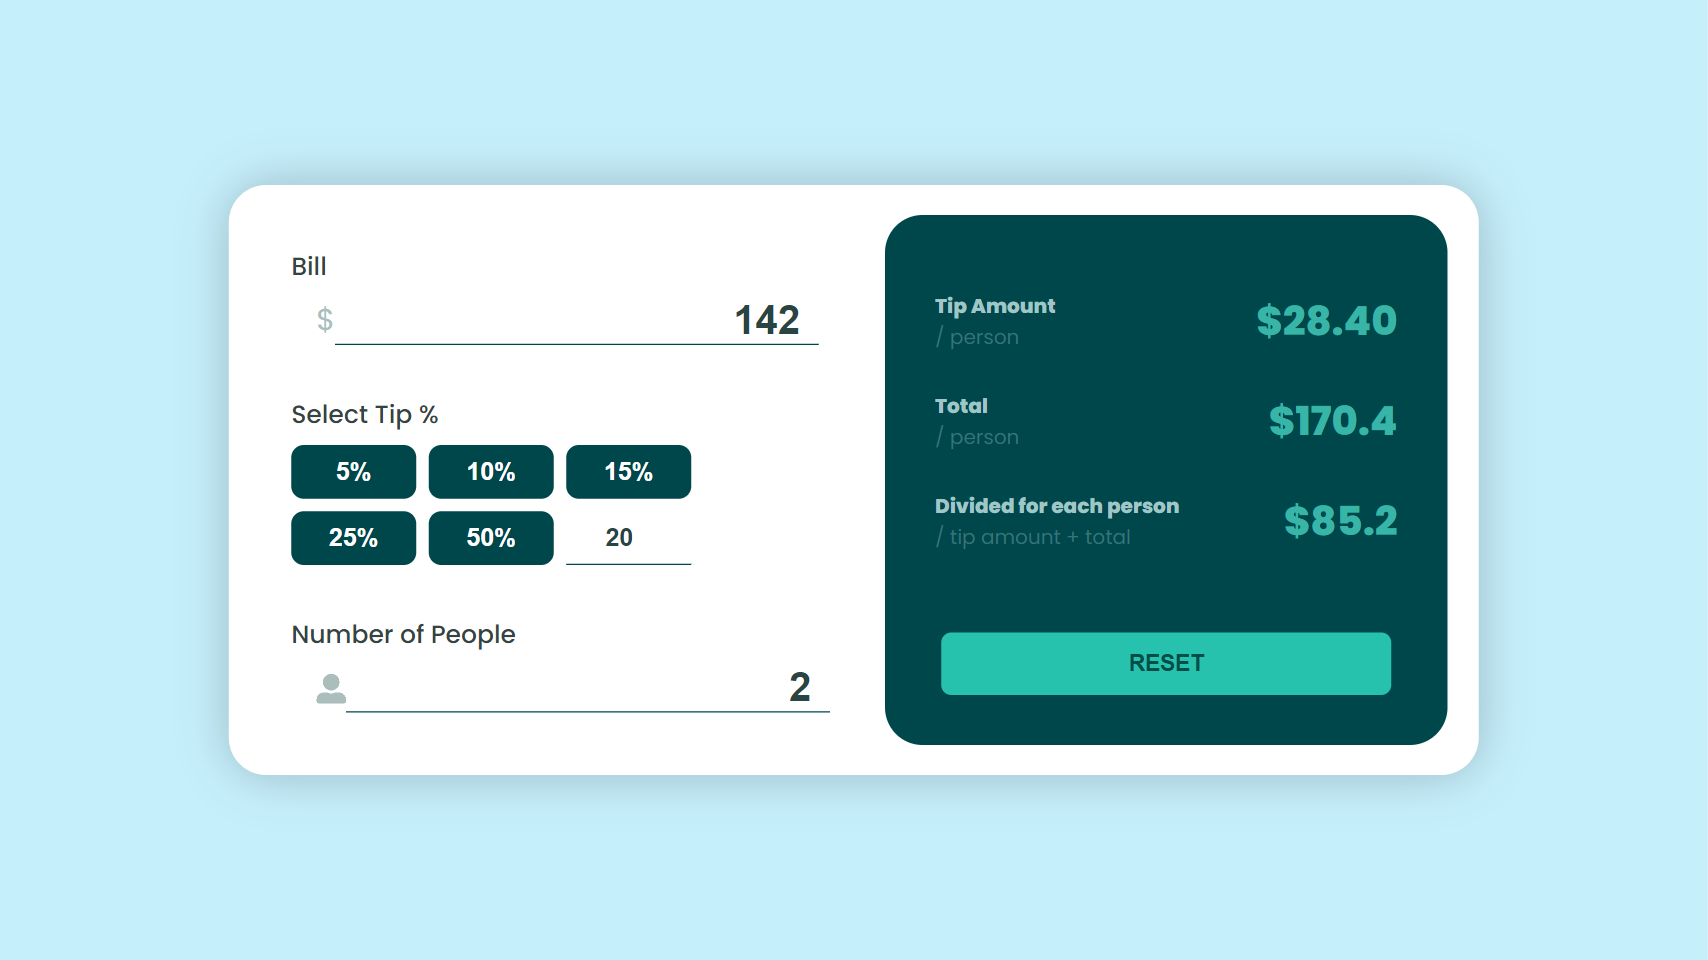 Bill
$
142
Select Tip %
5% 10% 15%
25% 50% 20
Number of People
2
Tip Amount
/ person
$28.40
Total
/ person
$170.4
Divided for each person
/ tip amount + total
$85.2
RESET